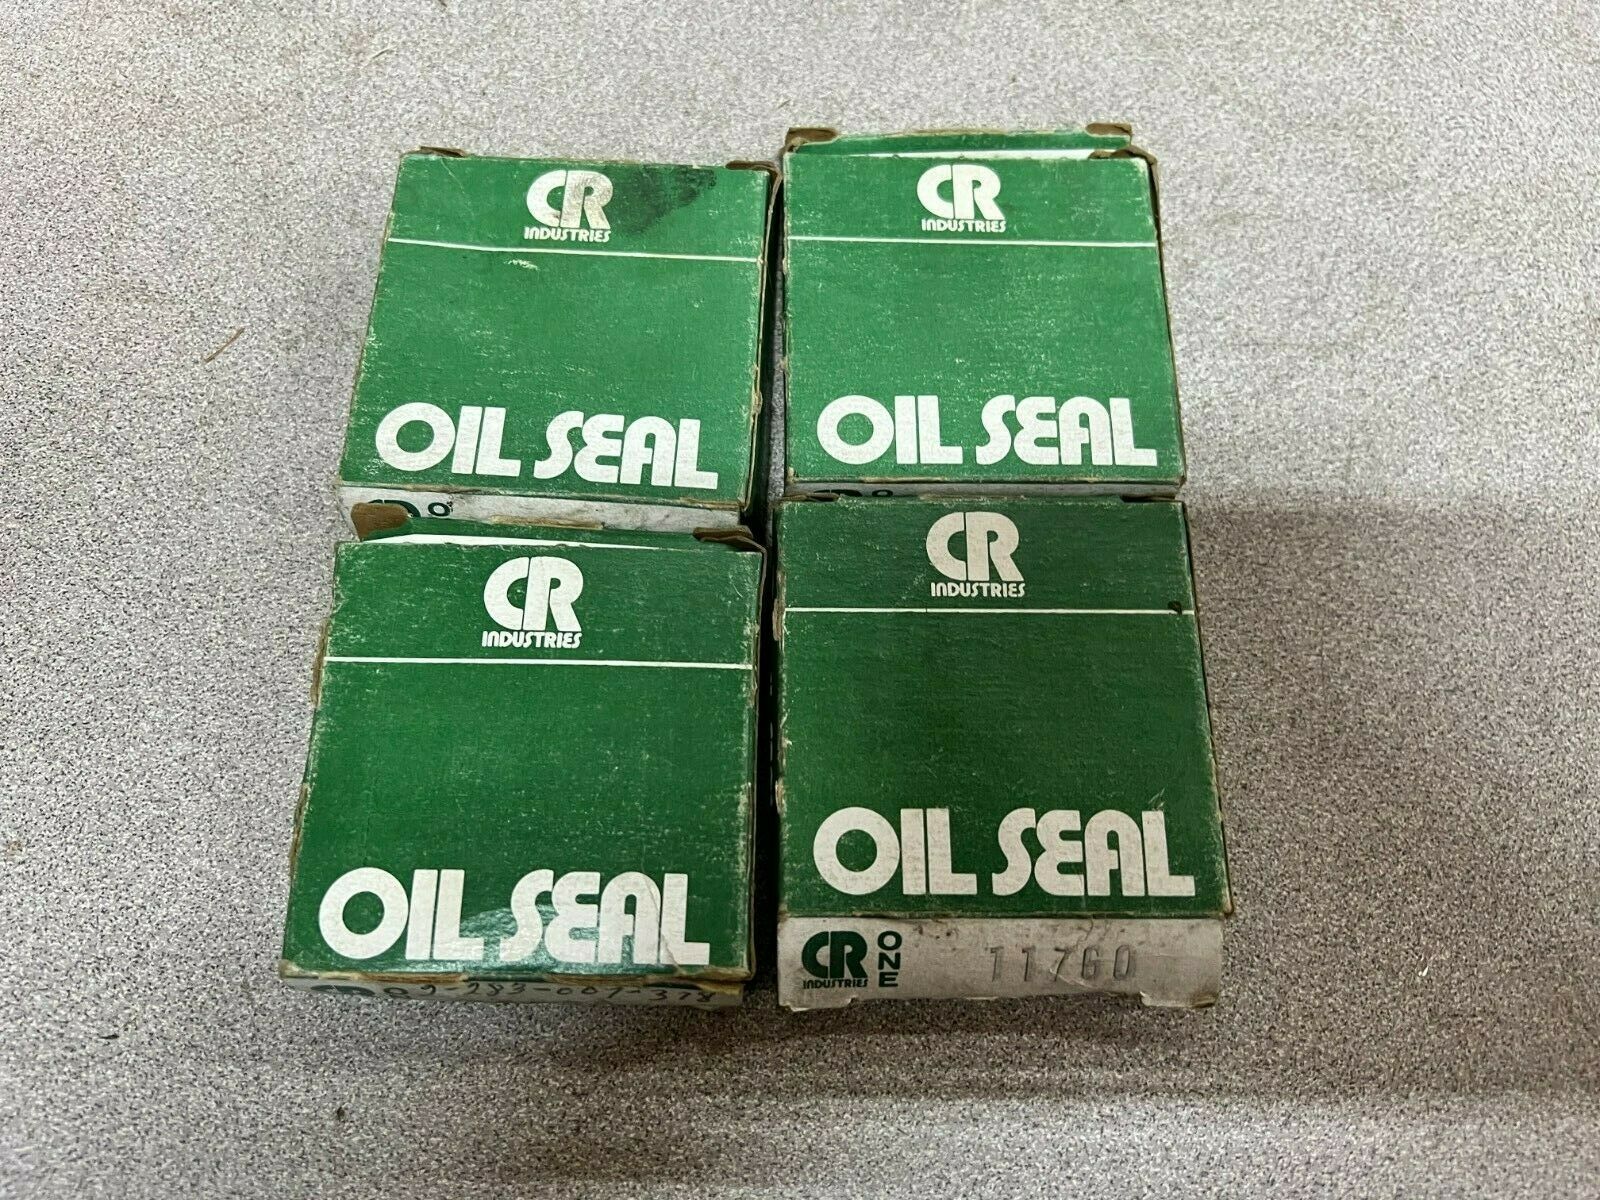 CR
INDUSTRIES
OIL SEAL
CR
INDUSTRIES
OIL SEAL
CR
INDUSTRIES
OIL SEAL
CR
INDUSTRIES
OIL SEAL
CR
INDUSTRIES
ONE
11760